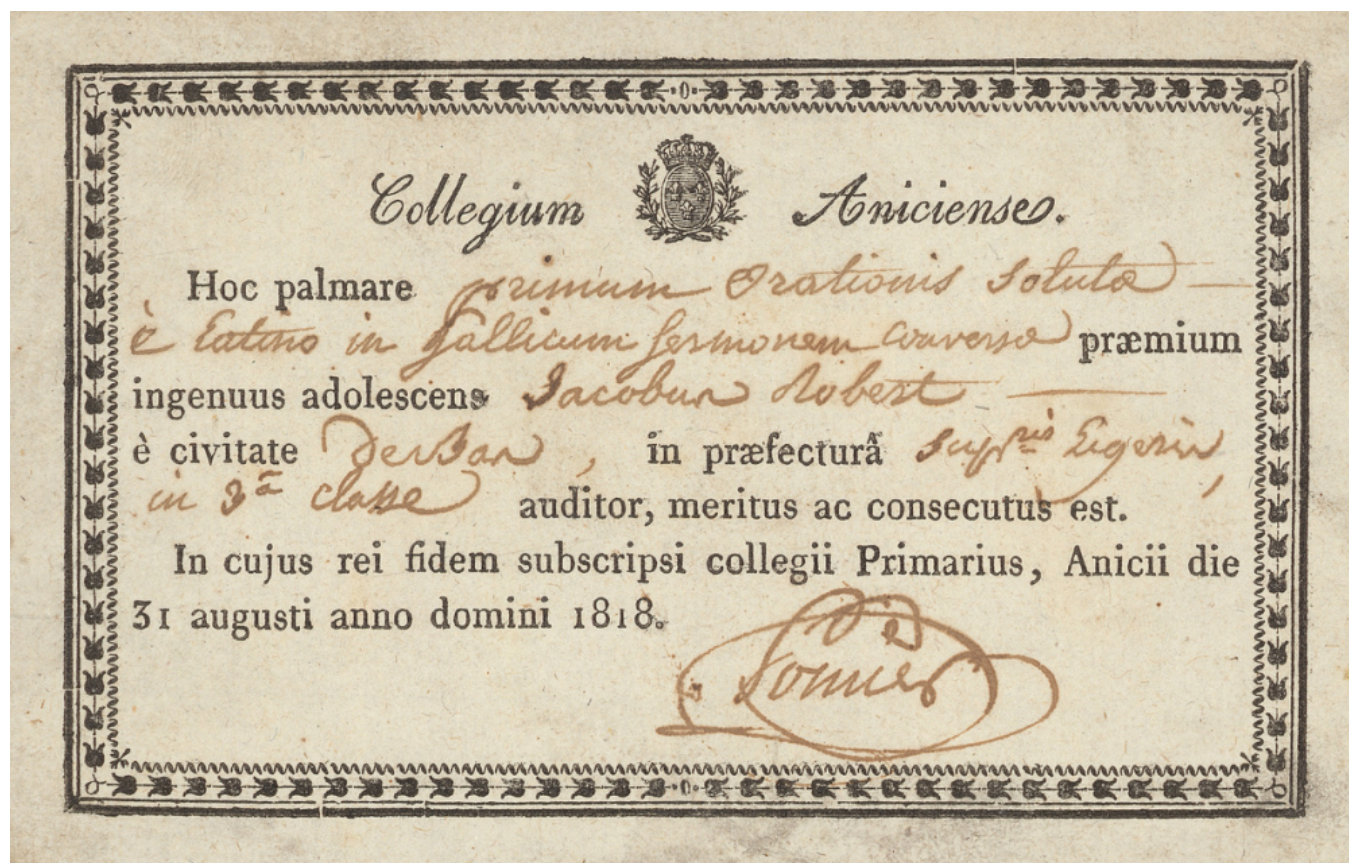 Collegium Aniciense.
Hoc palmare primum Orationis Solutæ
è Latino in Gallicum sermonem conversæ præmium
ingenuus adolescens Jacobus Robert
è civitate , in præfecturâ
in 3ª classe auditor, meritus ac consecutus est.
In cujus rei fidem subscripsi collegii Primarius, Anicii die
31 augusti anno domini 1818.